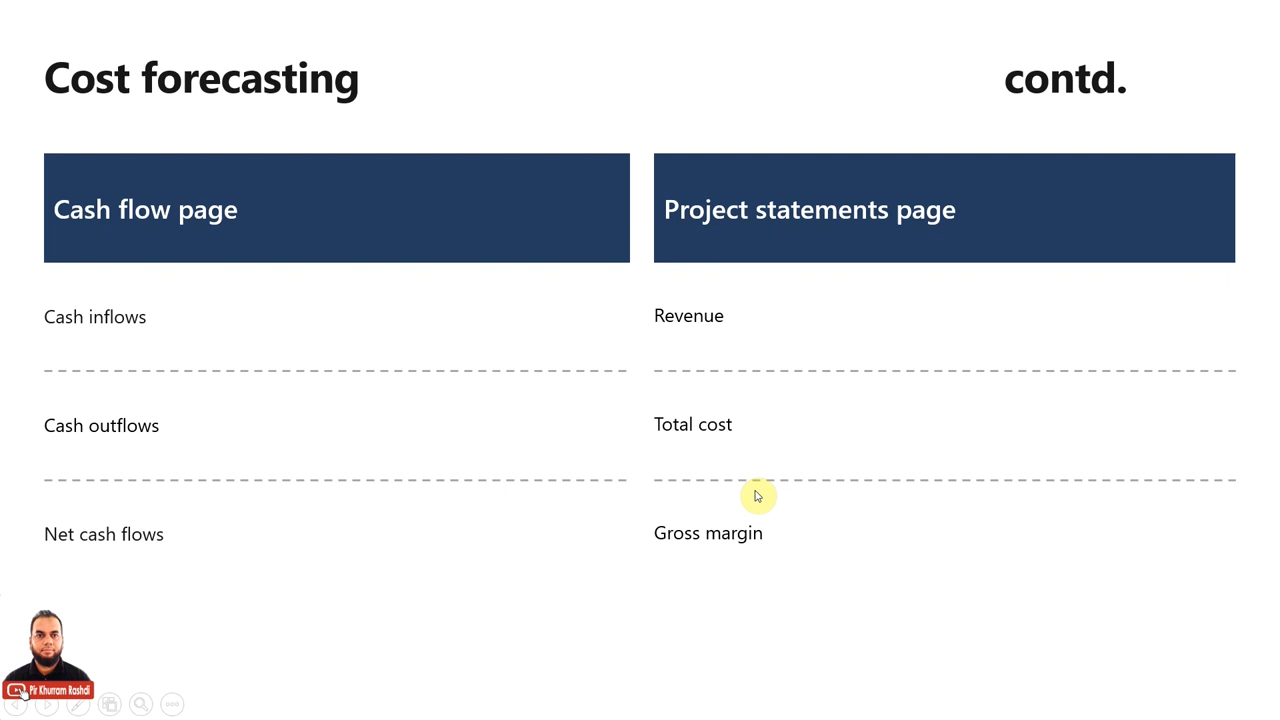 Cost forecasting contd.
Cash flow page
Cash inflows
Cash outflows
Net cash flows
Project statements page
Revenue
Total cost
Gross margin
Pir Khurram Rashdi